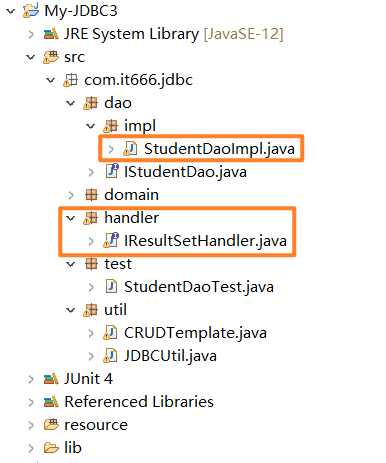 My-JDBC3
JRE System Library [JavaSE-12]
src
com.it666.jdbc
dao
impl
StudentDaoImpl.java
IStudentDao.java
domain
handler
IResultSetHandler.java
test
StudentDaoTest.java
util
CRUDTemplate.java
JDBCUtil.java
JUnit 4
Referenced Libraries
resource
lib